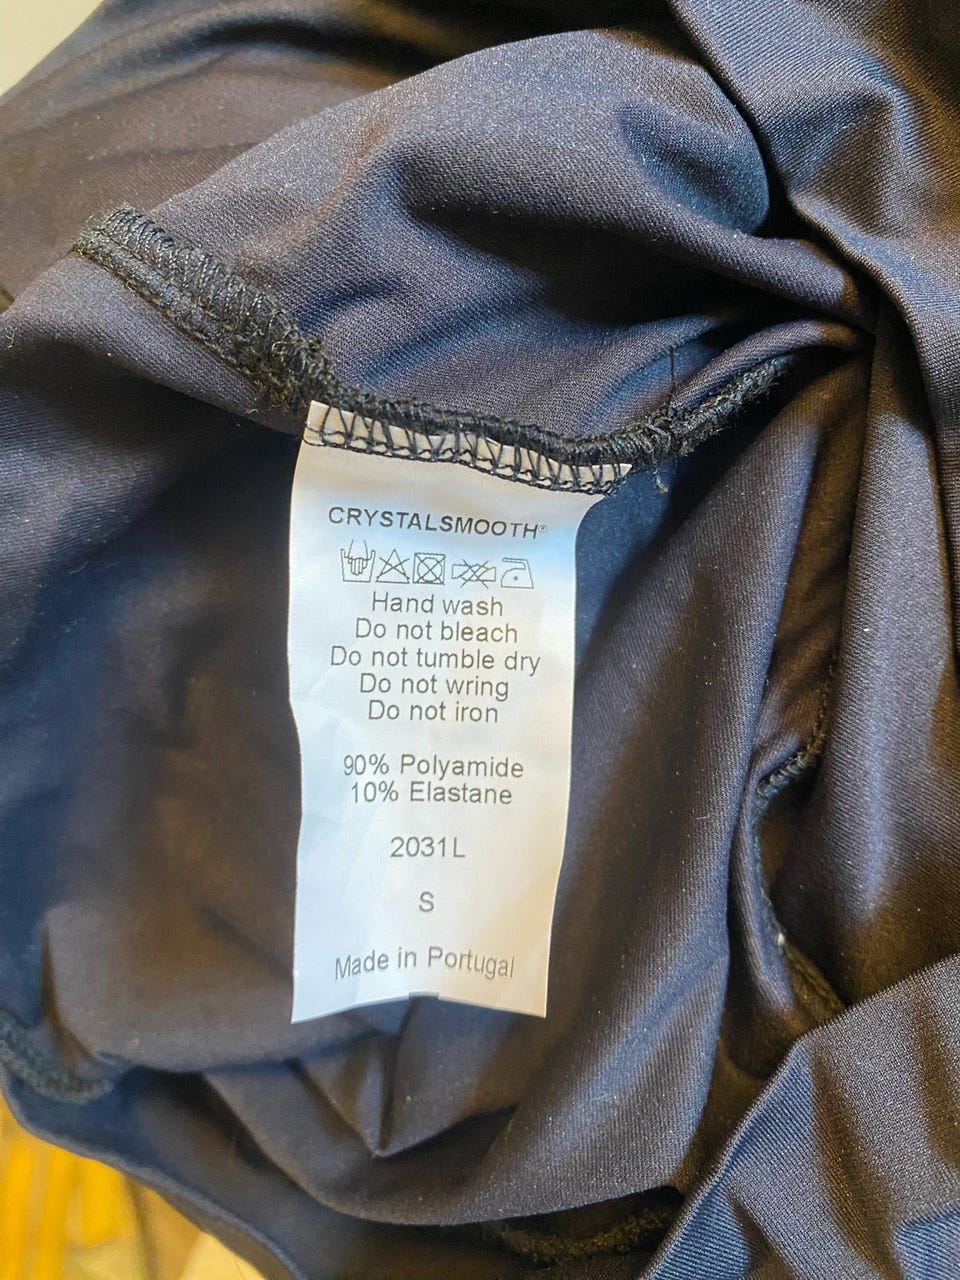 CRYSTALSMOOTH®
Hand wash
Do not bleach
Do not tumble dry
Do not wring
Do not iron
90% Polyamide
10% Elastane
2031L
S
Made in Portugal